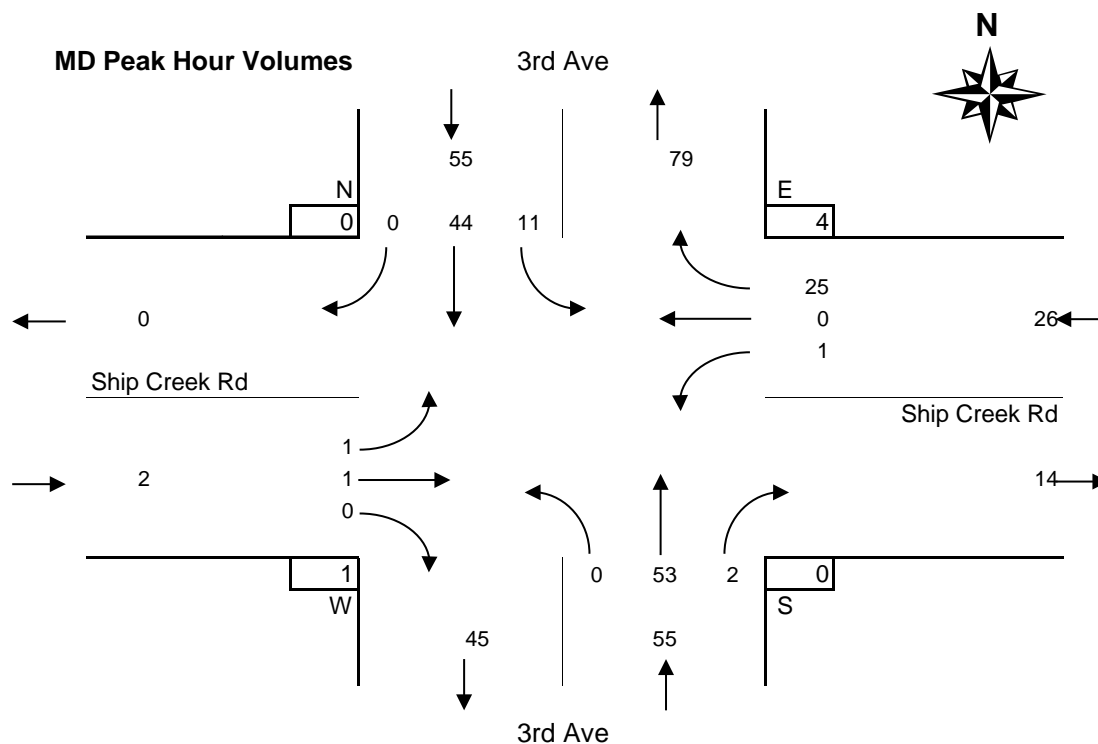 N
MD Peak Hour Volumes 3rd Ave
55 79
N E
0 0 44 11 4
25
0 0 26
1
Ship Creek Rd
Ship Creek Rd
1
2 1 14
0
1 0 53 2 0
W S
45 55
3rd Ave